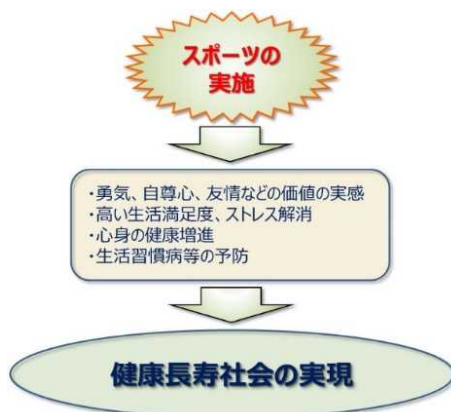 スポーツの
実施
・勇気、自尊心、友情などの価値の実感
・高い生活満足度、ストレス解消
・心身の健康増進
・生活習慣病等の予防
健康長寿社会の実現